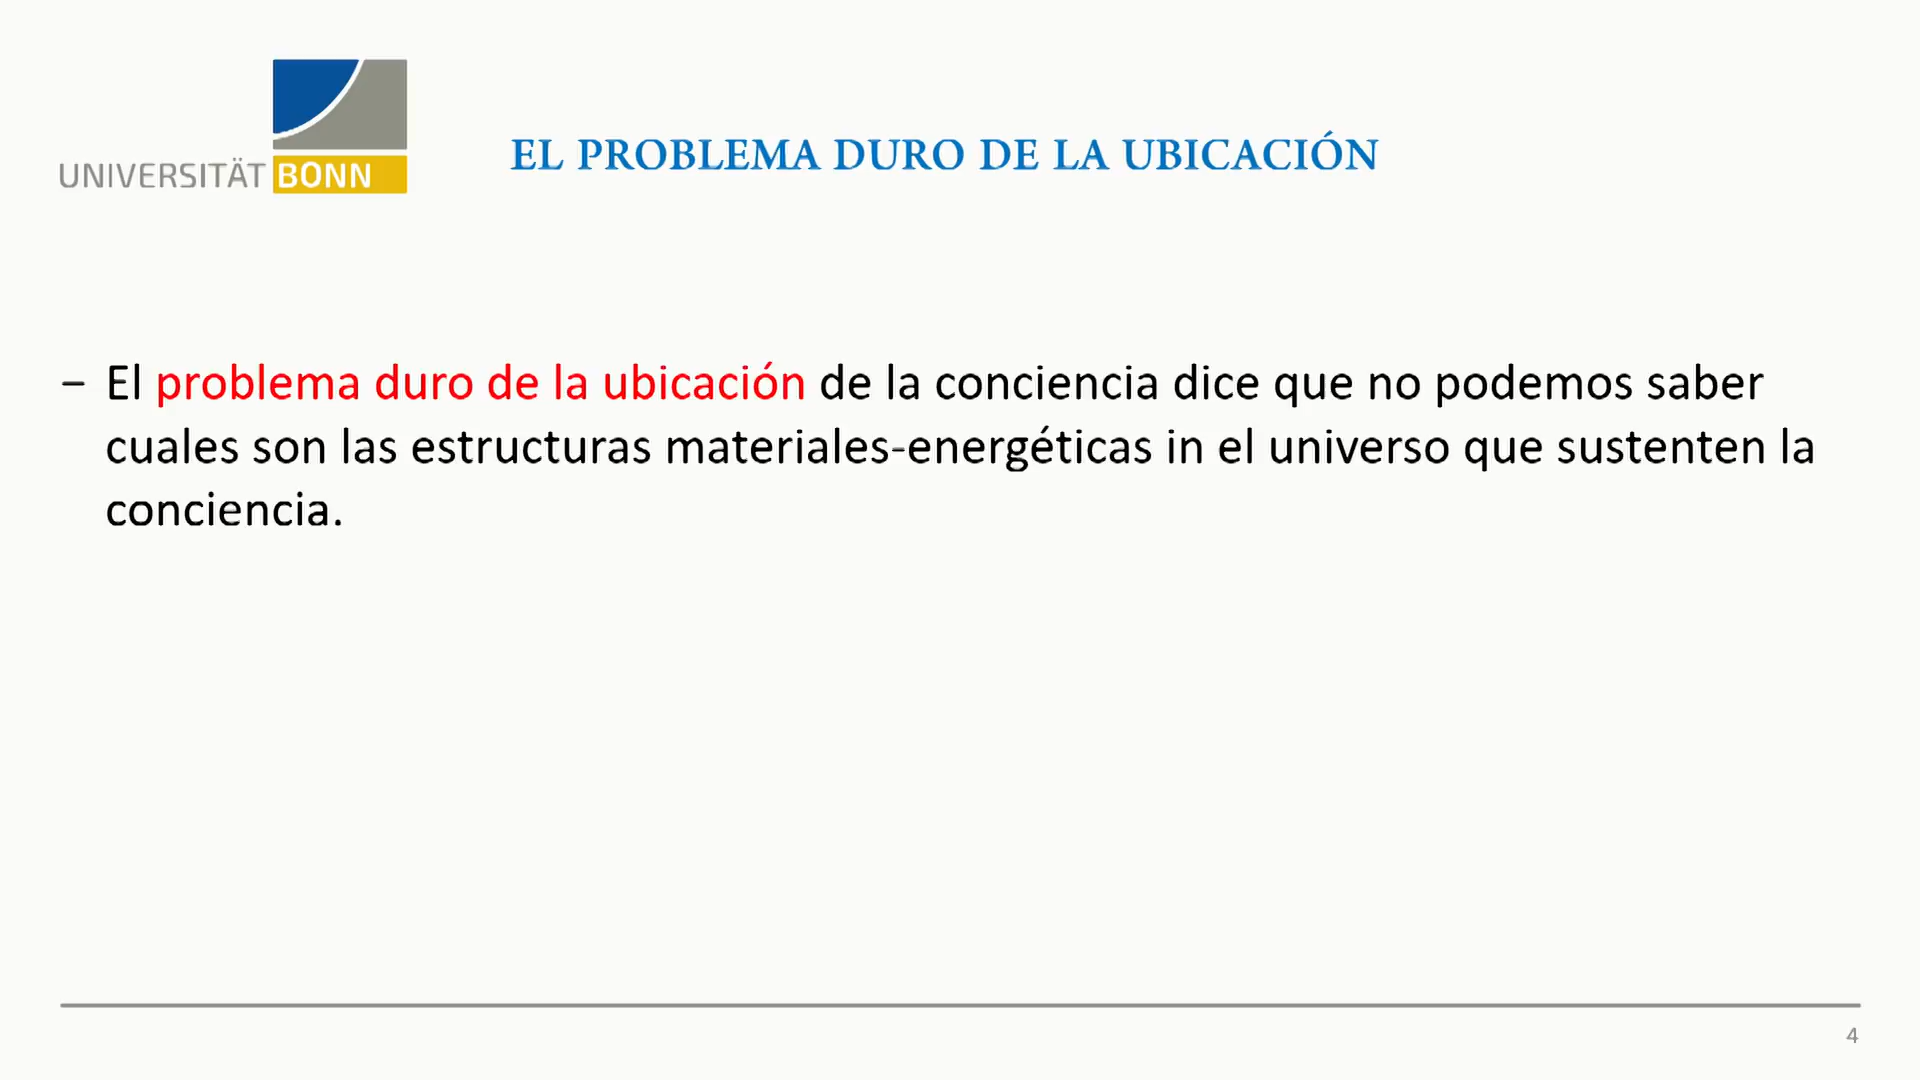 UNIVERSITÄT BONN
EL PROBLEMA DURO DE LA UBICACIÓN
– El problema duro de la ubicación de la conciencia dice que no podemos saber
cuales son las estructuras materiales-energéticas in el universo que sustenten la
conciencia.
4